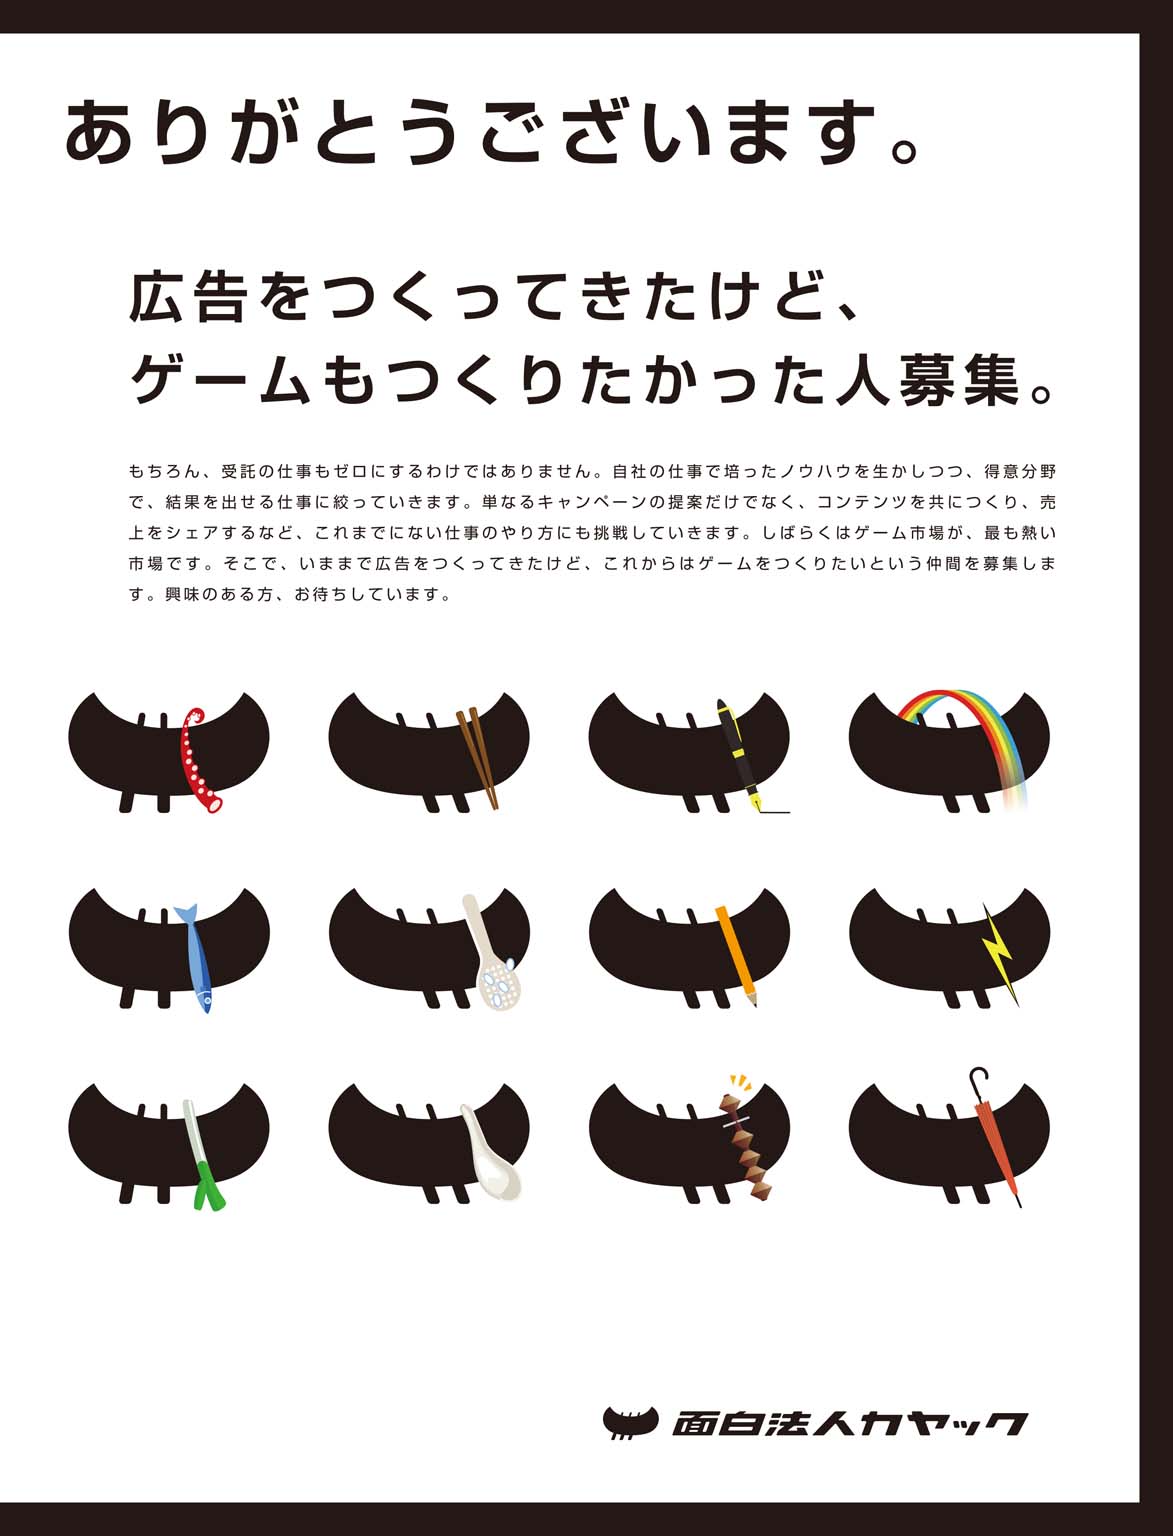 ありがとうございます。
広告をつくってきたけど、
ゲームもつくりたかった人募集。
もちろん、受託の仕事もゼロにするわけではありません。自社の仕事で培ったノウハウを生かしつつ、得意分野
で、結果を出せる仕事に絞っていきます。単なるキャンペーンの提案だけでなく、コンテンツを共につくり、売
上をシェアするなど、これまでにない仕事のやり方にも挑戦していきます。しばらくはゲーム市場が、最も熱い
市場です。そこで、いままで広告をつくってきたけど、これからはゲームをつくりたいという仲間を募集しま
す。興味のある方、お待ちしています。
面白法人カヤック